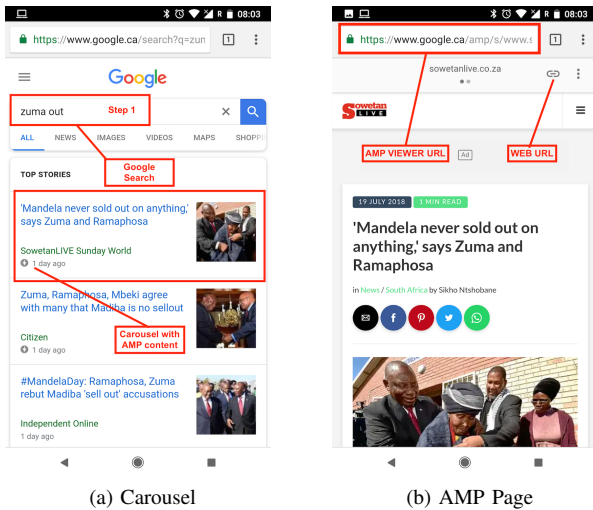 R 08:03
https://www.google.ca/search?q=zun
1
Google
zuma out
Step 1
ALL NEWS IMAGES VIDEOS MAPS SHOPPI
Google
Search
TOP STORIES
'Mandela never sold out on anything,'
says Zuma and Ramaphosa
SowetanLIVE Sunday World
1 day ago
Zuma, Ramaphosa, Mbeki agree
with many that Madiba is no sellout
Citizen
1 day ago
Carousel with
AMP content
#MandelaDay: Ramaphosa, Zuma
rebut Madiba 'sell out' accusations
Independent Online
1 day ago
(a) Carousel
R 08:03
https://www.google.ca/amp/s/www.s
1
sowetanlive.co.za
Sowetan
LIVE
AMP VIEWER URL
Ad
WEB URL
19 JULY 2018
1 MIN READ
'Mandela never sold out on
anything,' says Zuma and
Ramaphosa
in News / South Africa by Sikho Ntshobane
(b) AMP Page